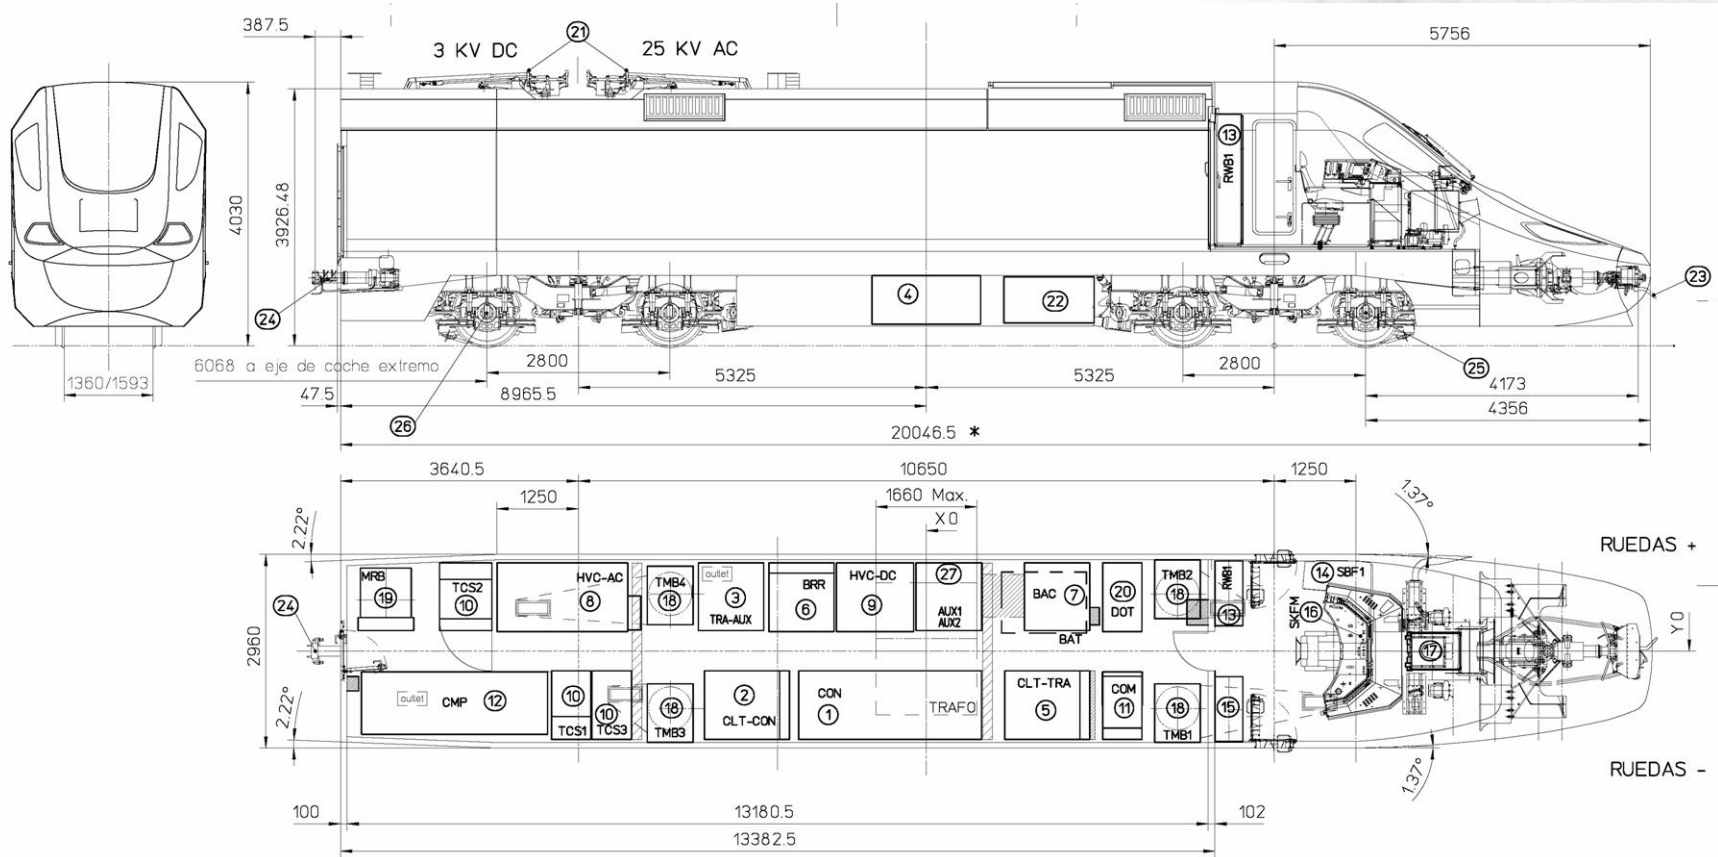 387.5
3 KV DC
21
25 KV AC
5756
13
RWB1
4030
3926.48
24
4
22
23
6068 a eje de coche extremo
1360/1593
2800
5325
5325
2800
25
4173
47.5
8965.5
4356
26
20046.5 *
3640.5
10650
1250
1250
1660 Max.
X0
1.37°
2.22°
RUEDAS +
MRB
19
TCS2
10
HVC-AC
8
TMB4
18
outlet
3
TRA-AUX
BRR
6
HVC-DC
9
27
AUX1
AUX2
BAC
7
BAT
20
DOT
TMB2
18
RWB1
13
14
SBF1
SKFM
16
17
Y0
24
2960
outlet
CMP
12
10
TCS1
10
TCS3
18
TMB3
2
CLT-CON
CON
1
TRAFO
CLT-TRA
5
COM
11
18
TMB1
15
2.22°
1.37°
RUEDAS -
100
13180.5
102
13382.5